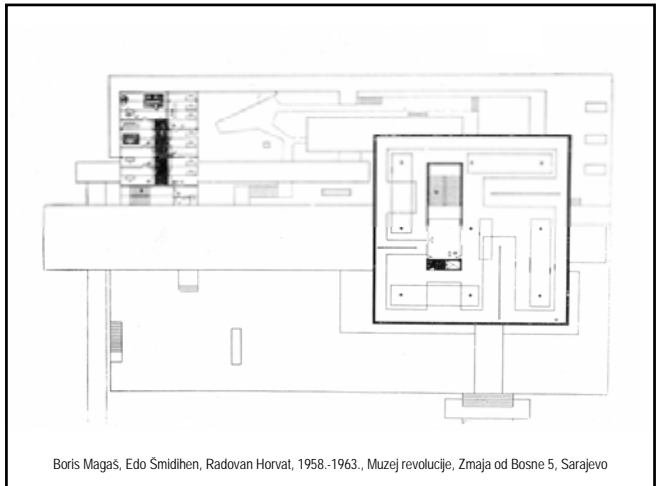 Boris Magaš, Edo Šmidihen, Radovan Horvat, 1958.-1963., Muzej revolucije, Zmaja od Bosne 5, Sarajevo